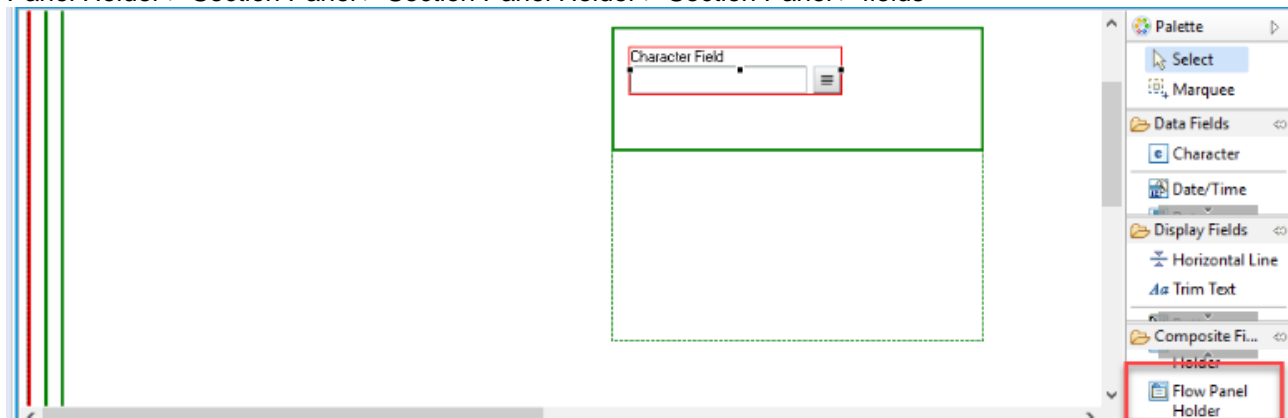 Palette
Select
Marquee
Data Fields
Character
Date/Time
Display Fields
Horizontal Line
Aa Trim Text
Composite Fi...
Holder
Flow Panel
Holder
Character Field